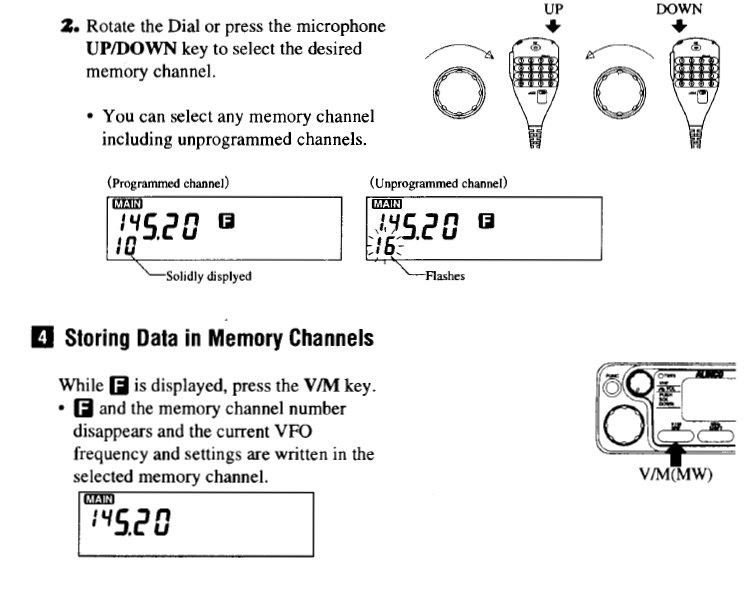 UP DOWN
2. Rotate the Dial or press the microphone
UP/DOWN key to select the desired
memory channel.
• You can select any memory channel
including unprogrammed channels.
(Programmed channel) (Unprogrammed channel)
MAIN MAIN
145.20 F 145.20 F
10 16
Solidly displyed Flashes
4 Storing Data in Memory Channels
While F is displayed, press the V/M key.
• F and the memory channel number
disappears and the current VFO
frequency and settings are written in the
selected memory channel.
ALINCO
V/M(MW)
MAIN
145.20